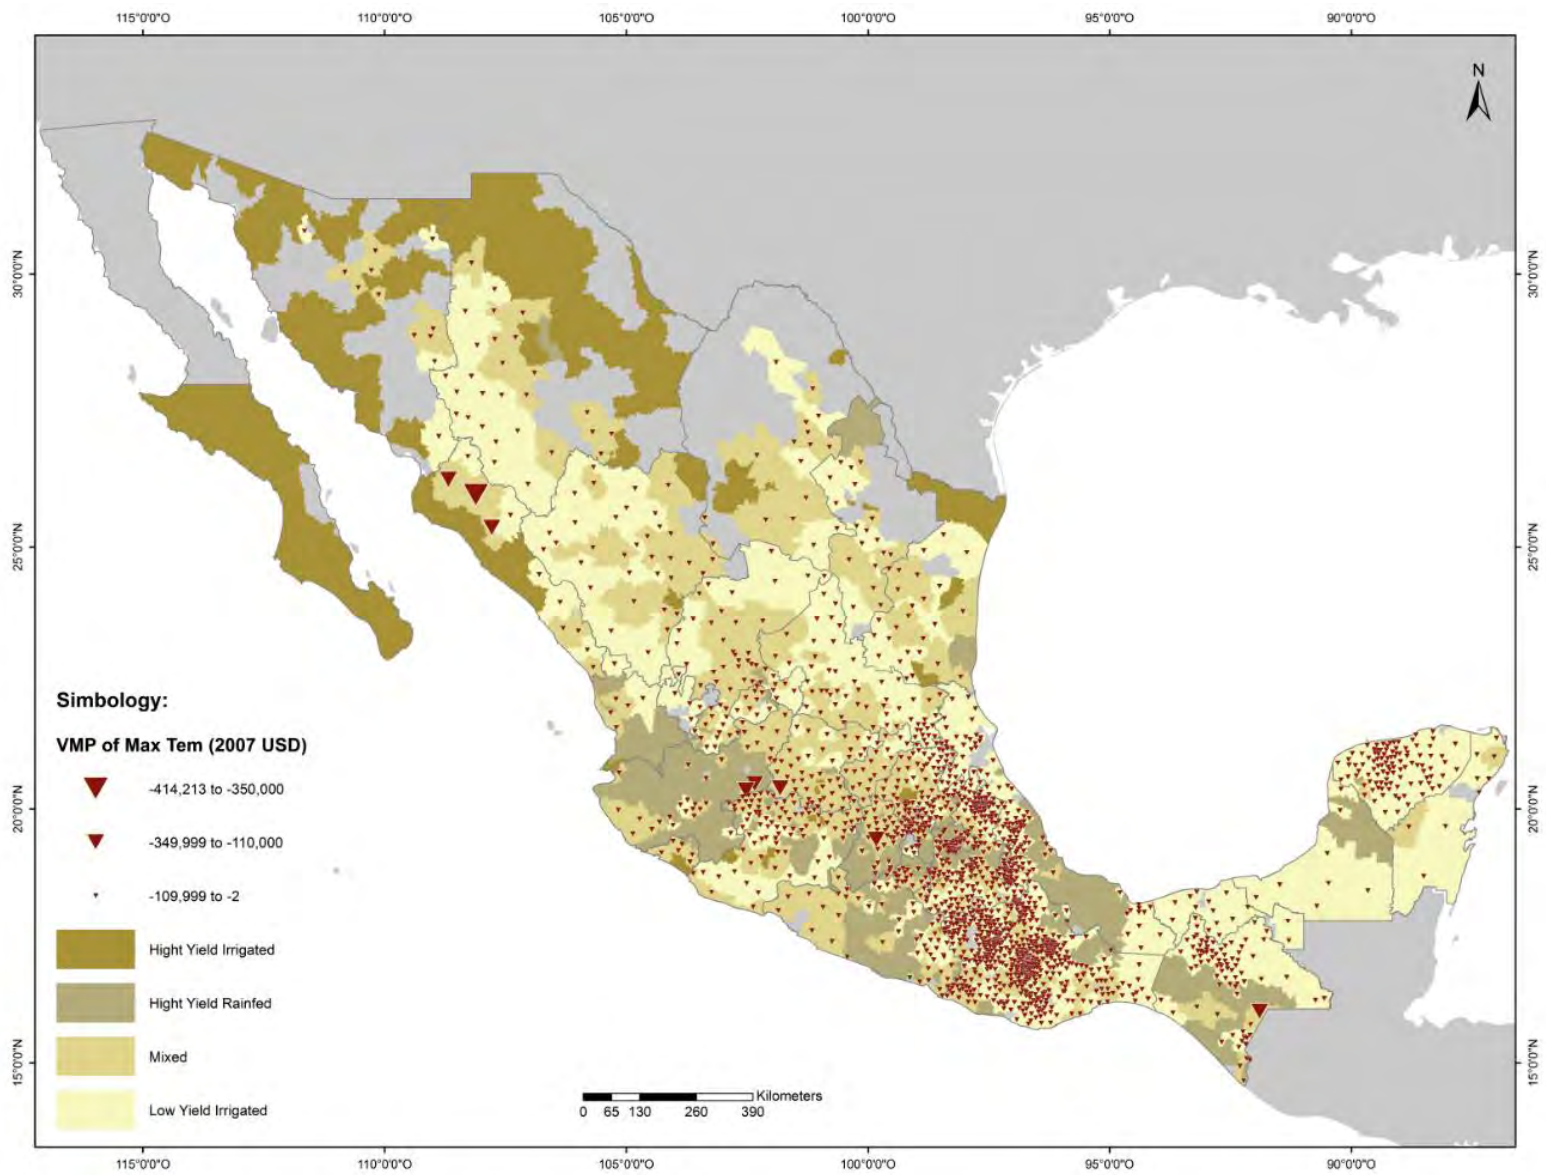 115°0'0"O 110°0'0"O 105°0'0"O 100°0'0"O 95°0'0"O 90°0'0"O
N
30°0'0"N 30°0'0"N
25°0'0"N 25°0'0"N
20°0'0"N 20°0'0"N
15°0'0"N 15°0'0"N
Simbology:
VMP of Max Tem (2007 USD)
-414,213 to -350,000
-349,999 to -110,000
-109,999 to -2
Hight Yield Irrigated
Hight Yield Rainfed
Mixed
Low Yield Irrigated
Kilometers
0 65 130 260 390
115°0'0"O 110°0'0"O 105°0'0"O 100°0'0"O 95°0'0"O 90°0'0"O